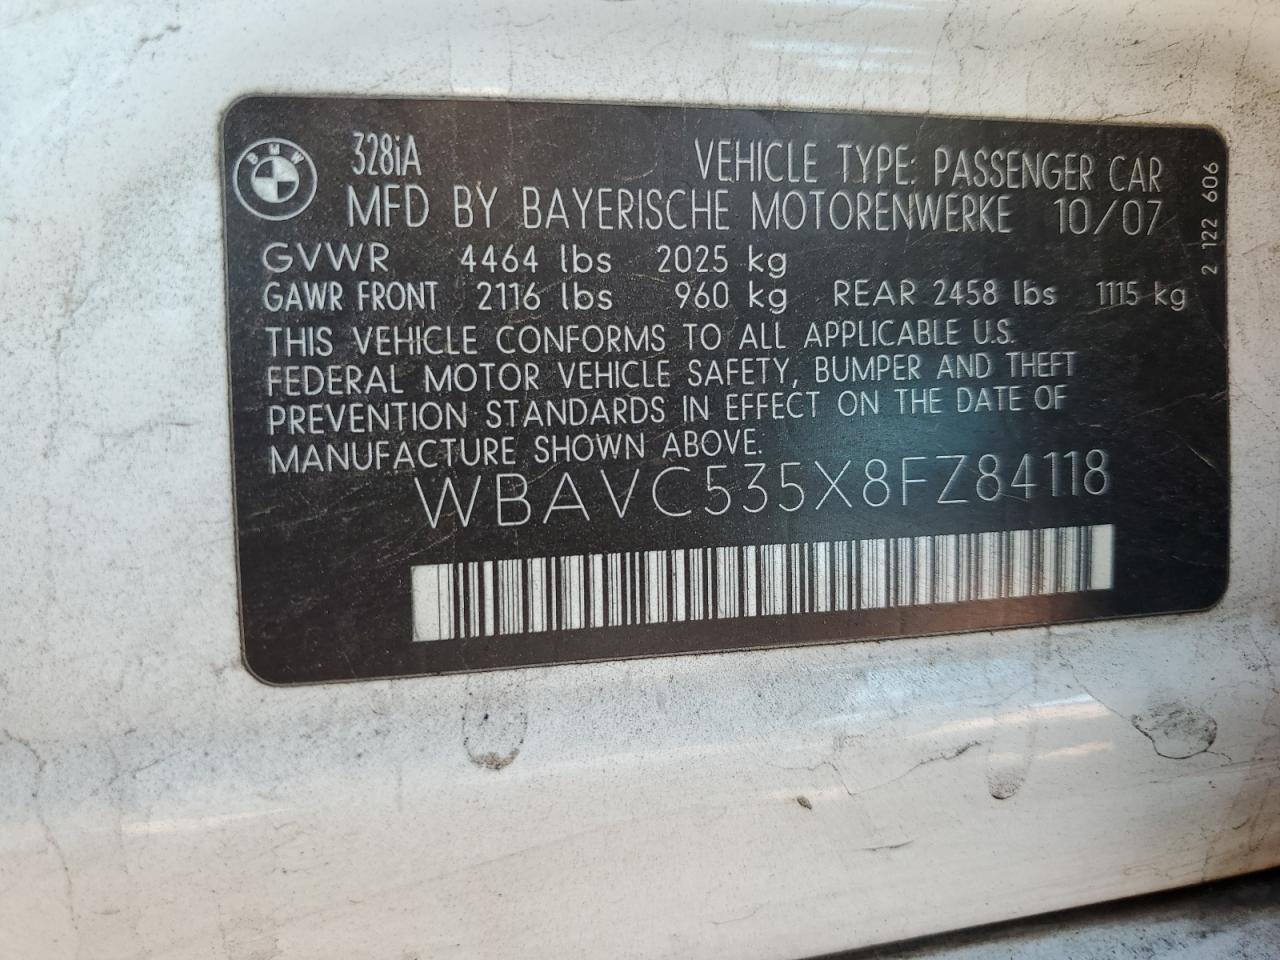 BMW
328iA VEHICLE TYPE: PASSENGER CAR
MFD BY BAYERISCHE MOTORENWERKE 10/07
GVWR 4464 lbs 2025 kg
GAWR FRONT 2116 lbs 960 kg REAR 2458 lbs 1115 kg
THIS VEHICLE CONFORMS TO ALL APPLICABLE U.S.
FEDERAL MOTOR VEHICLE SAFETY, BUMPER AND THEFT
PREVENTION STANDARDS IN EFFECT ON THE DATE OF
MANUFACTURE SHOWN ABOVE.
WBAVC535X8FZ84118
2 122 606